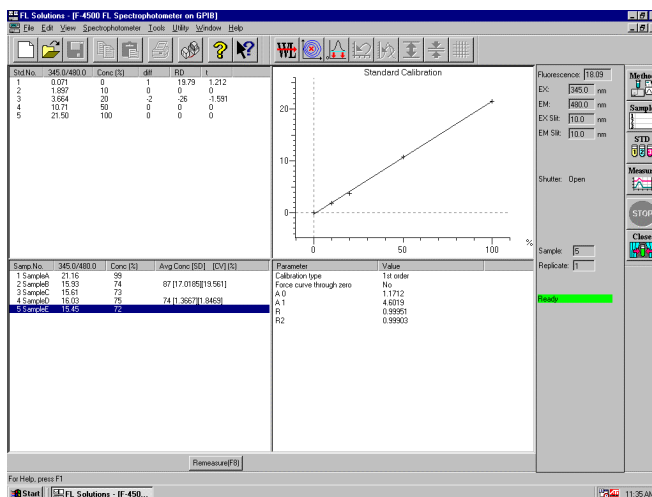 FL Solutions - [F-4500 FL Spectrophotometer on GPIB]
File Edit View Spectrophotometer Tools Utility Window Help
WL
Std.No. 345.0/480.0 Conc (%) diff RD t
1 0.071 0 1 19.79 1.212
2 1.897 10 0 0 0
3 3.664 20 -2 -26 -1.591
4 10.71 50 0 0 0
5 21.50 100 0 0 0
Standard Calibration
20
10
0
0 50 100 %
Fluorescence: 18.09
EX: 345.0 nm
EM: 480.0 nm
EX Slit: 10.0 nm
EM Slit: 10.0 nm
Shutter: Open
Sample: 5
Replicate: 1
Ready
Method
Sample
STD
Measure
STOP
Close
Samp.No. 345.0/480.0 Conc (%) Avg Conc [SD] [CV] (%)
1 SampleA 21.16 99
2 SampleB 15.93 74 87 [17.0185][19.561]
3 SampleC 15.61 73
4 SampleD 16.03 75 74 [1.3667][1.8469]
5 SampleE 15.45 72
Parameter Value
Calibration type 1st order
Force curve through zero No
A 0 1.1712
A 1 4.6019
R 0.99951
R2 0.99903
Remeasure(F8)
For Help, press F1
Start FL Solutions - [F-450... 11:35 AM